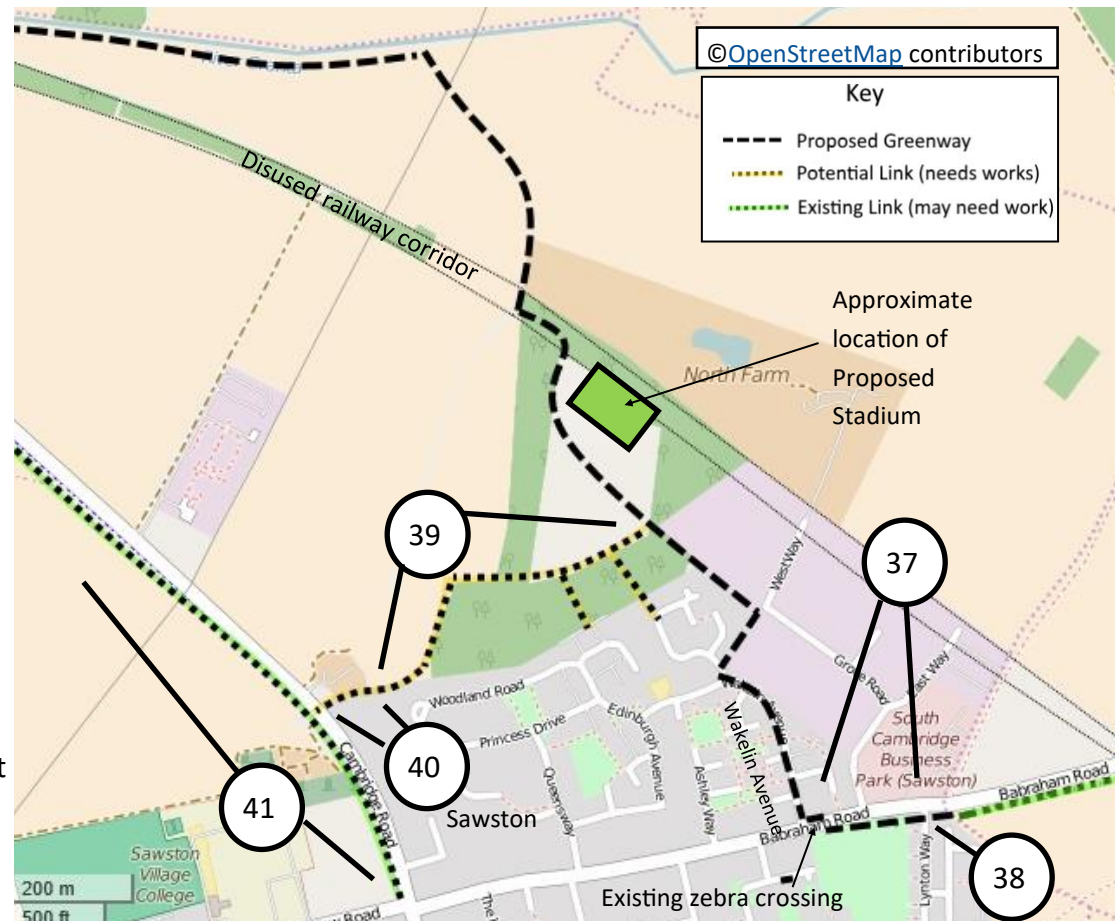 ©OpenStreetMap contributors
Key
Proposed Greenway
Potential Link (needs works)
Existing Link (may need work)
Disused railway corridor
Approximate
location of
Proposed
Stadium
North Farm
39
37
West Way
Grove Road
East Way
Woodland Road
Princess Drive
Edinburgh Avenue
Queensway
Ashley Way
Wakelin Avenue
South
Cambridge
Business
Park (Sawston)
40
41
Cambridge Road
Sawston
Babraham Road
Babraham Road
Lynton Way
38
Sawston
Village
College
Existing zebra crossing
200 m
500 ft
t